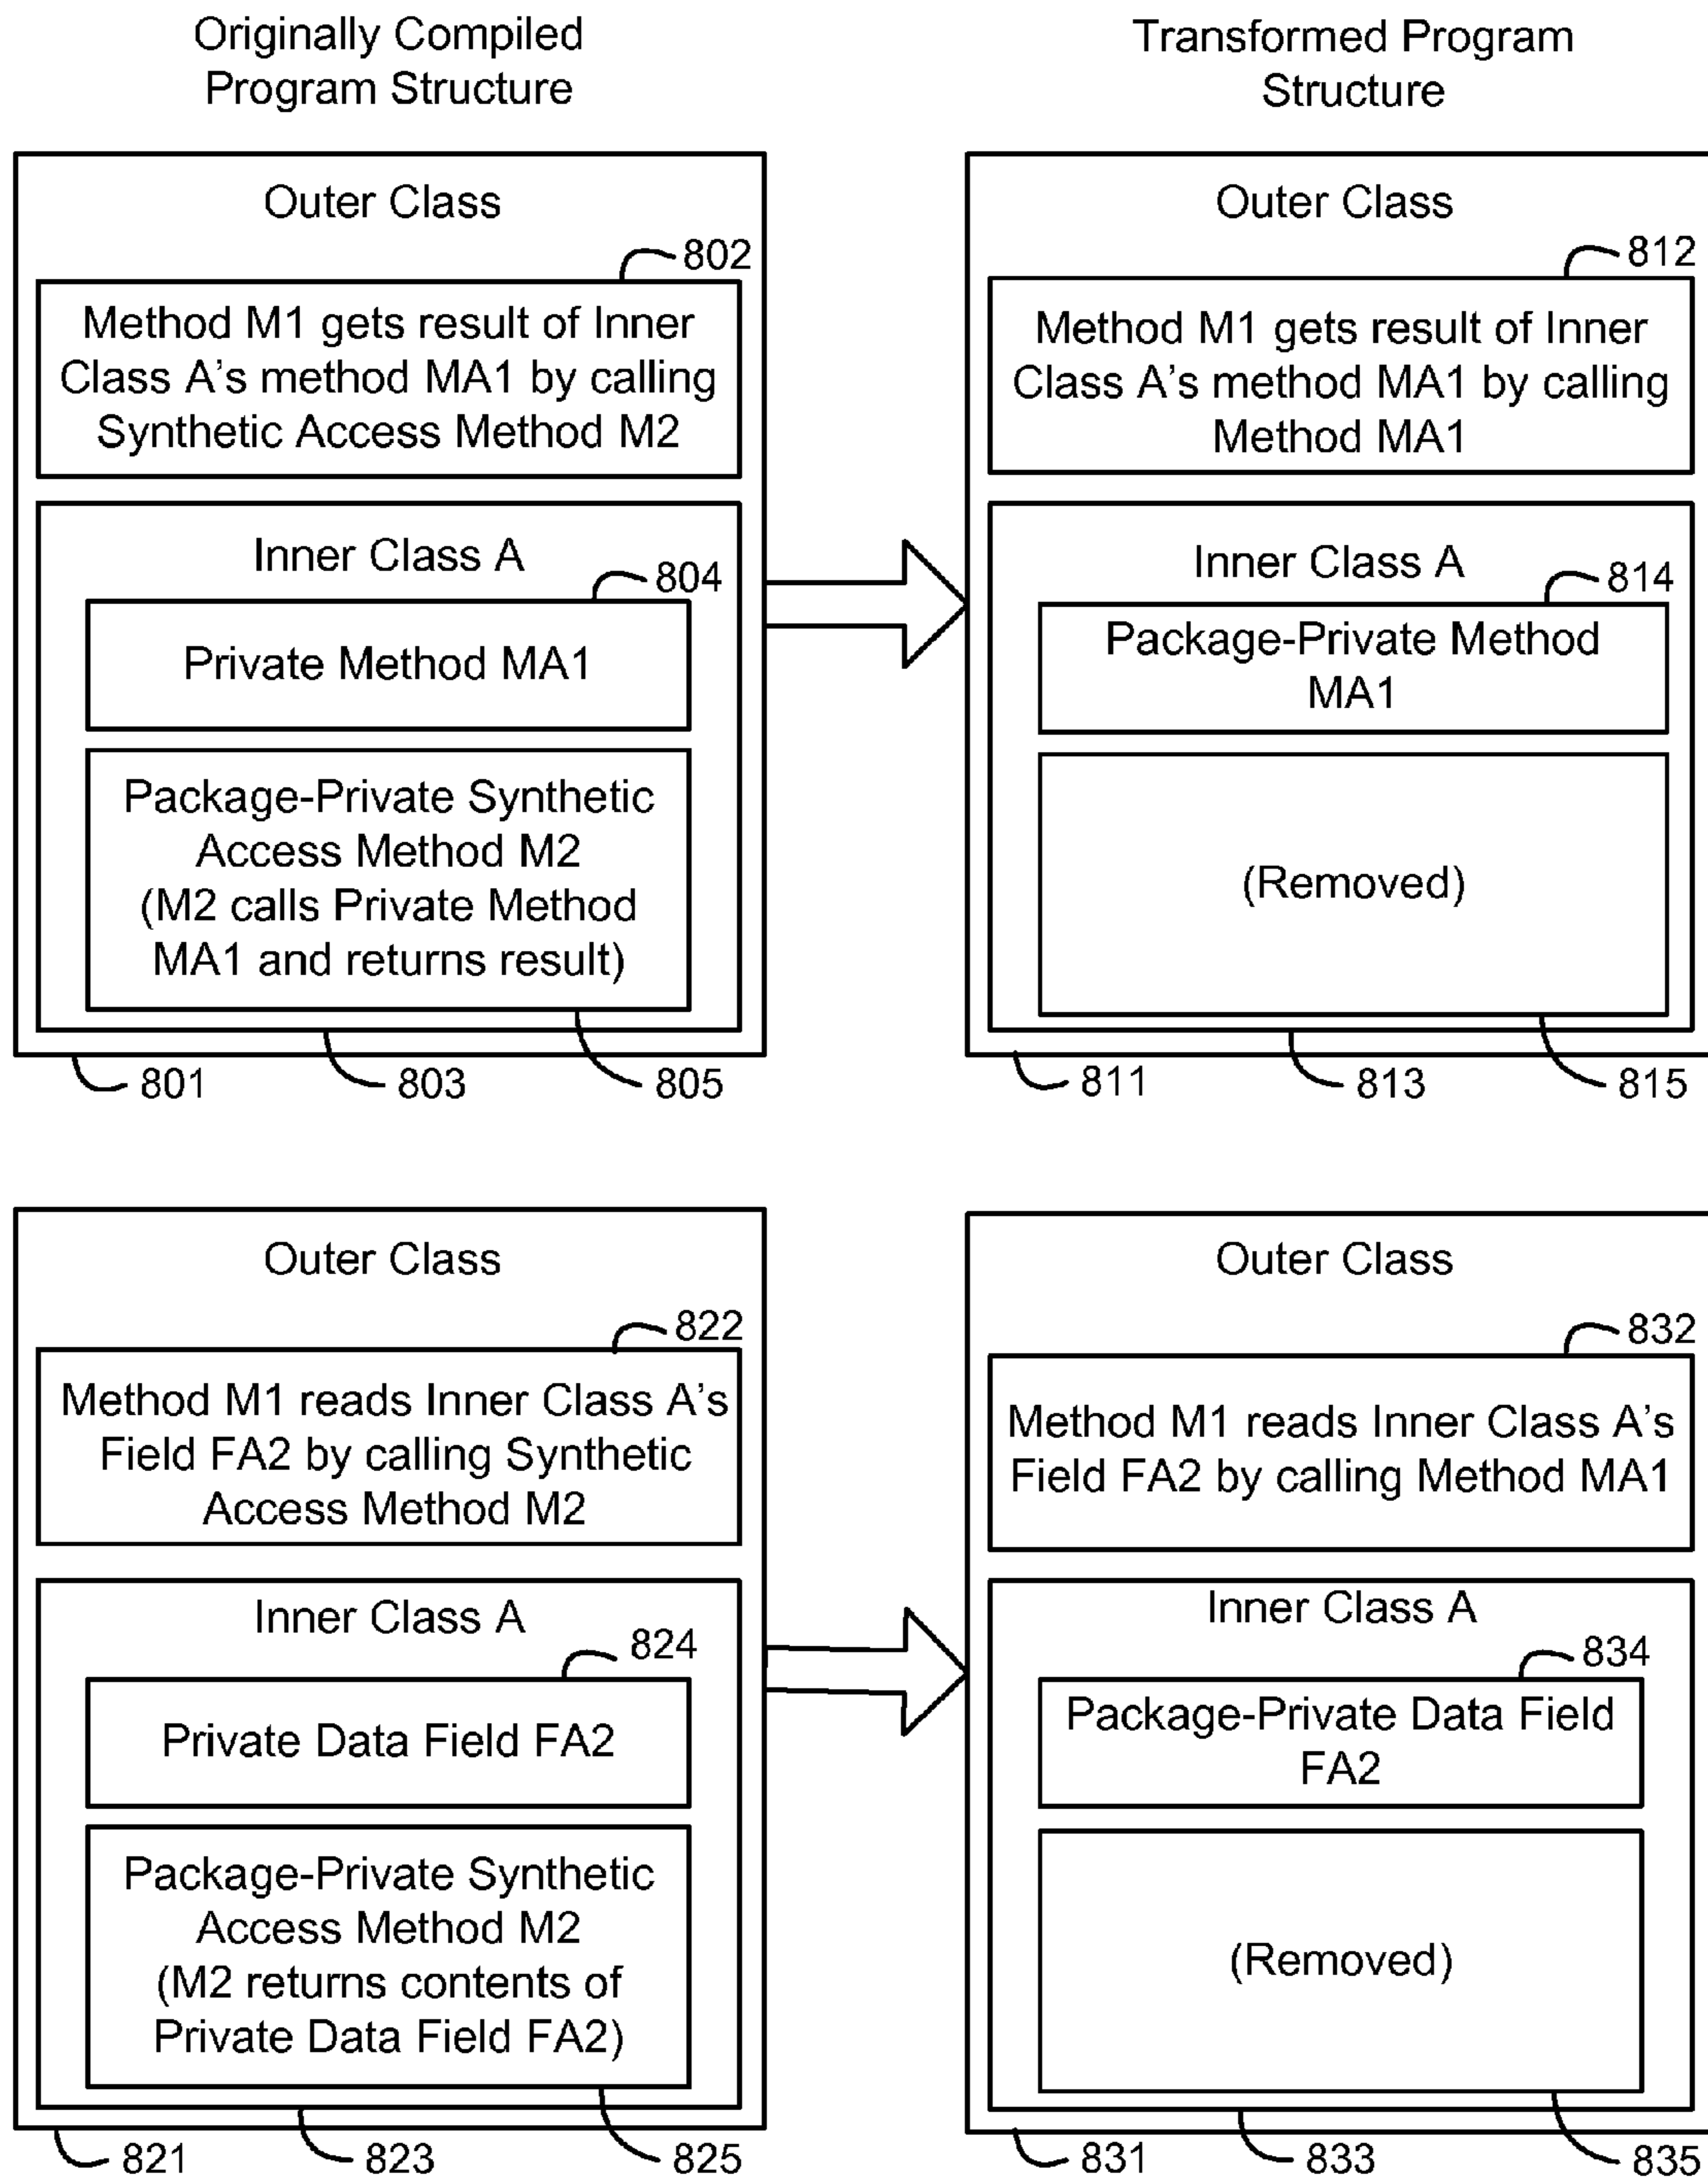 Originally Compiled
Program Structure
Transformed Program
Structure
Outer Class
802
Method M1 gets result of Inner
Class A's method MA1 by calling
Synthetic Access Method M2
Inner Class A
804
Private Method MA1
Package-Private Synthetic
Access Method M2
(M2 calls Private Method
MA1 and returns result)
801
803
805
Outer Class
812
Method M1 gets result of Inner
Class A's method MA1 by calling
Method MA1
Inner Class A
814
Package-Private Method
MA1
(Removed)
811
813
815
Outer Class
822
Method M1 reads Inner Class A's
Field FA2 by calling Synthetic
Access Method M2
Inner Class A
824
Private Data Field FA2
Package-Private Synthetic
Access Method M2
(M2 returns contents of
Private Data Field FA2)
821
823
825
Outer Class
832
Method M1 reads Inner Class A's
Field FA2 by calling Method MA1
Inner Class A
834
Package-Private Data Field
FA2
(Removed)
831
833
835